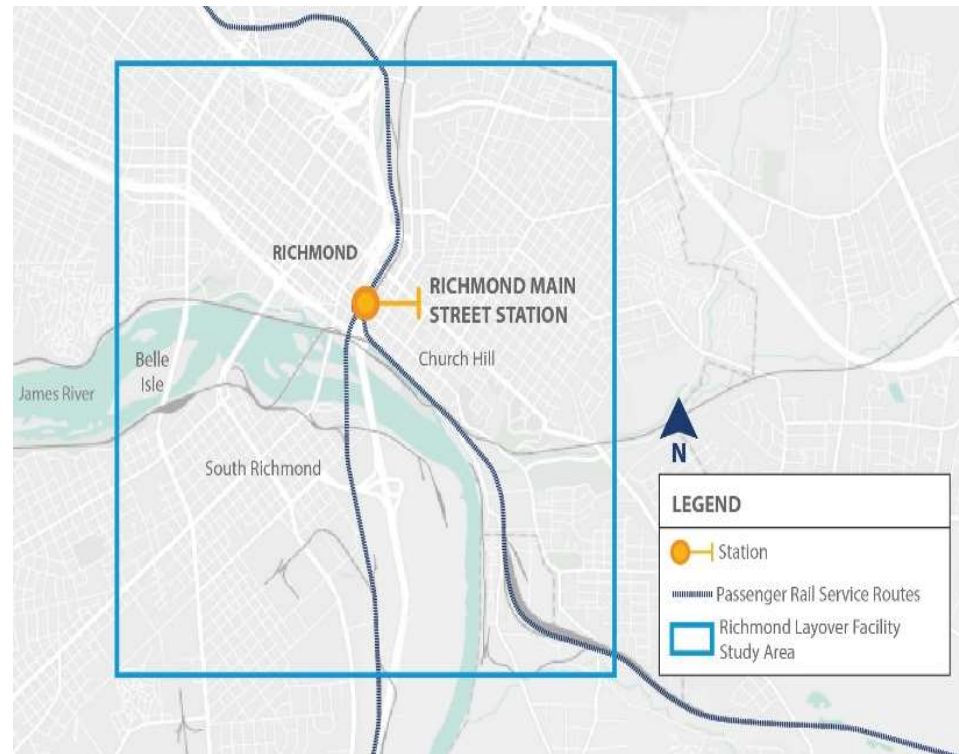 RICHMOND
RICHMOND MAIN
STREET STATION
Church Hill
Belle
Isle
James River
South Richmond
N
LEGEND
Station
Passenger Rail Service Routes
Richmond Layover Facility
Study Area